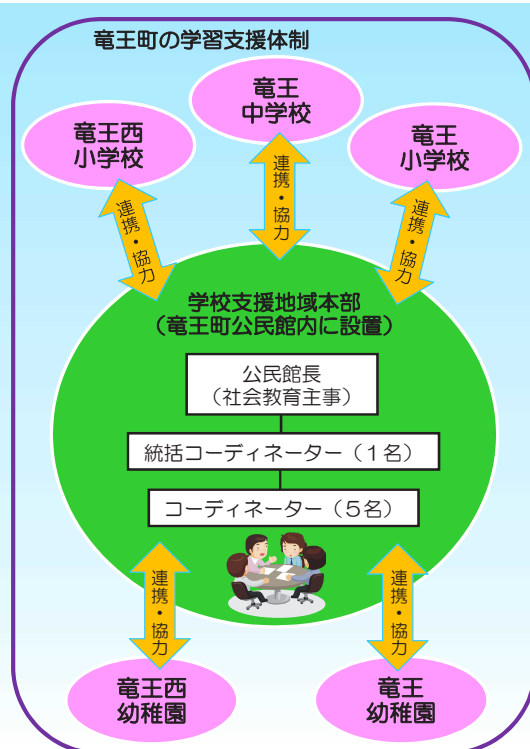 竜王町の学習支援体制
竜王
中学校
竜王西
小学校
竜王
小学校
連携・協力
連携・協力
連携・協力
学校支援地域本部
（竜王町公民館内に設置）
公民館長
（社会教育主事）
統括コーディネーター（１名）
コーディネーター（５名）
連携・協力
連携・協力
竜王西
幼稚園
竜王
幼稚園